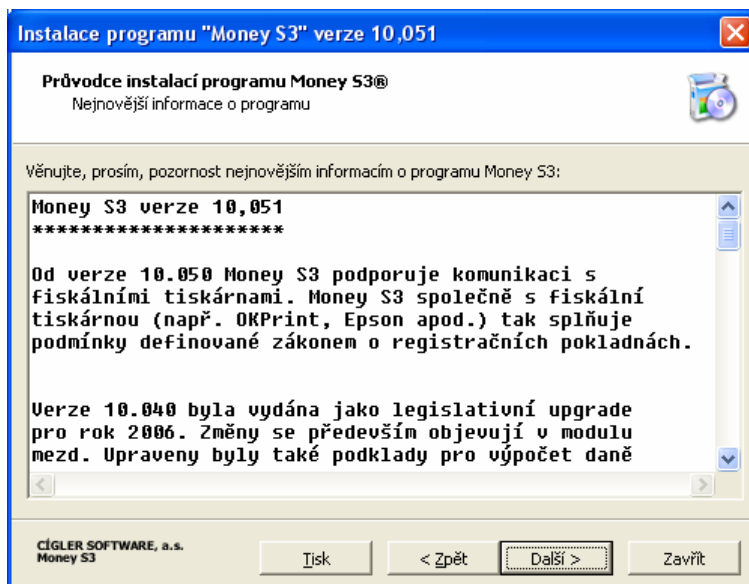 Instalace programu "Money S3" verze 10,051
Průvodce instalací programu Money S3®
Nejnovější informace o programu
Věnujte, prosím, pozornost nejnovějším informacím o programu Money S3:
Money S3 verze 10,051
*********************
Od verze 10.050 Money S3 podporuje komunikaci s
fiskálními tiskárnami. Money S3 společně s fiskální
tiskárnou (např. OKPrint, Epson apod.) tak splňuje
podmínky definované zákonem o registračních pokladnách.
Verze 10.040 byla vydána jako legislativní upgrade
pro rok 2006. Změny se především objevují v modulu
mezd. Upraveny byly také podklady pro výpočet daně
CÍGLER SOFTWARE, a.s.
Money S3
Tisk
< Zpět
Další >
Zavřít